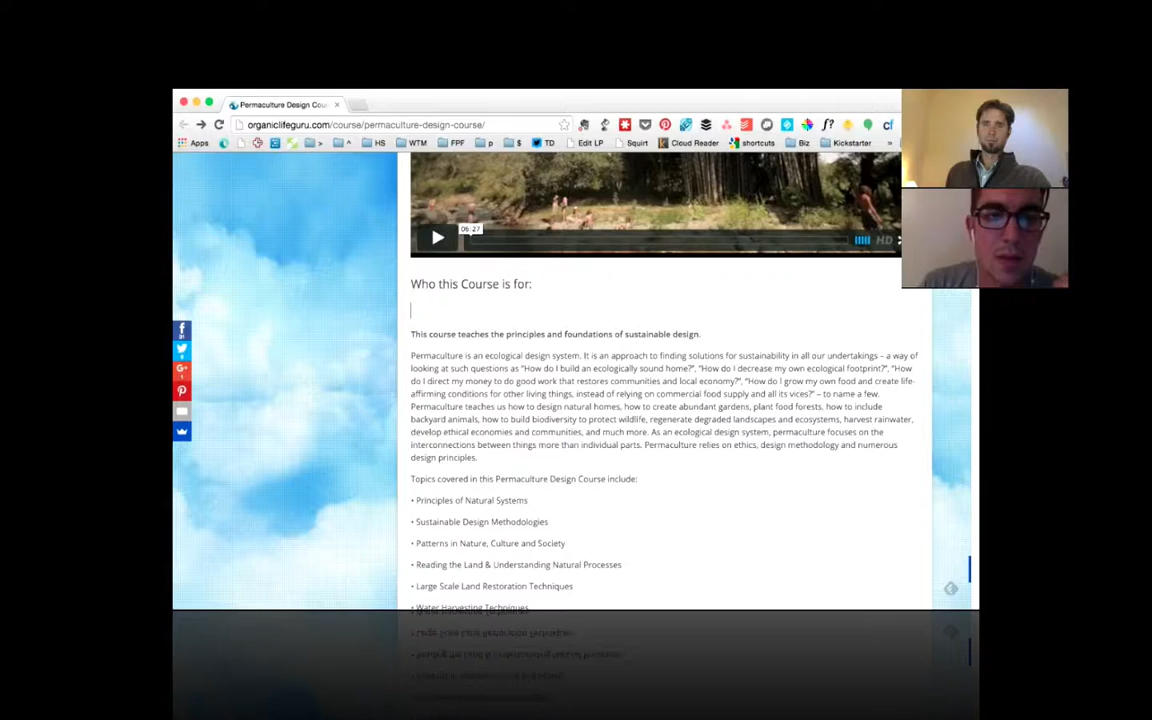 Permaculture Design Cou
organiclifeguru.com/course/permaculture-design-course/
f?
cf
Apps
>
^
HS
WTM
FPF
p
$
TD
Edit LP
Squirt
Cloud Reader
shortcuts
Biz
Kickstarter
»
06:27
HD
Who this Course is for:
31
This course teaches the principles and foundations of sustainable design.
Permaculture is an ecological design system. It is an approach to finding solutions for sustainability in all our undertakings – a way of
looking at such questions as "How do I build an ecologically sound home?", "How do I decrease my own ecological footprint?", "How
do I direct my money to do good work that restores communities and local economy?", "How do I grow my own food and create life-
affirming conditions for other living things, instead of relying on commercial food supply and all its vices?" – to name a few.
Permaculture teaches us how to design natural homes, how to create abundant gardens, plant food forests, how to include
backyard animals, how to build biodiversity to protect wildlife, regenerate degraded landscapes and ecosystems, harvest rainwater,
develop ethical economies and communities, and much more. As an ecological design system, permaculture focuses on the
interconnections between things more than individual parts. Permaculture relies on ethics, design methodology and numerous
design principles.
Topics covered in this Permaculture Design Course include:
• Principles of Natural Systems
• Sustainable Design Methodologies
• Patterns in Nature, Culture and Society
• Reading the Land & Understanding Natural Processes
• Large Scale Land Restoration Techniques
• Water Harvesting Techniques